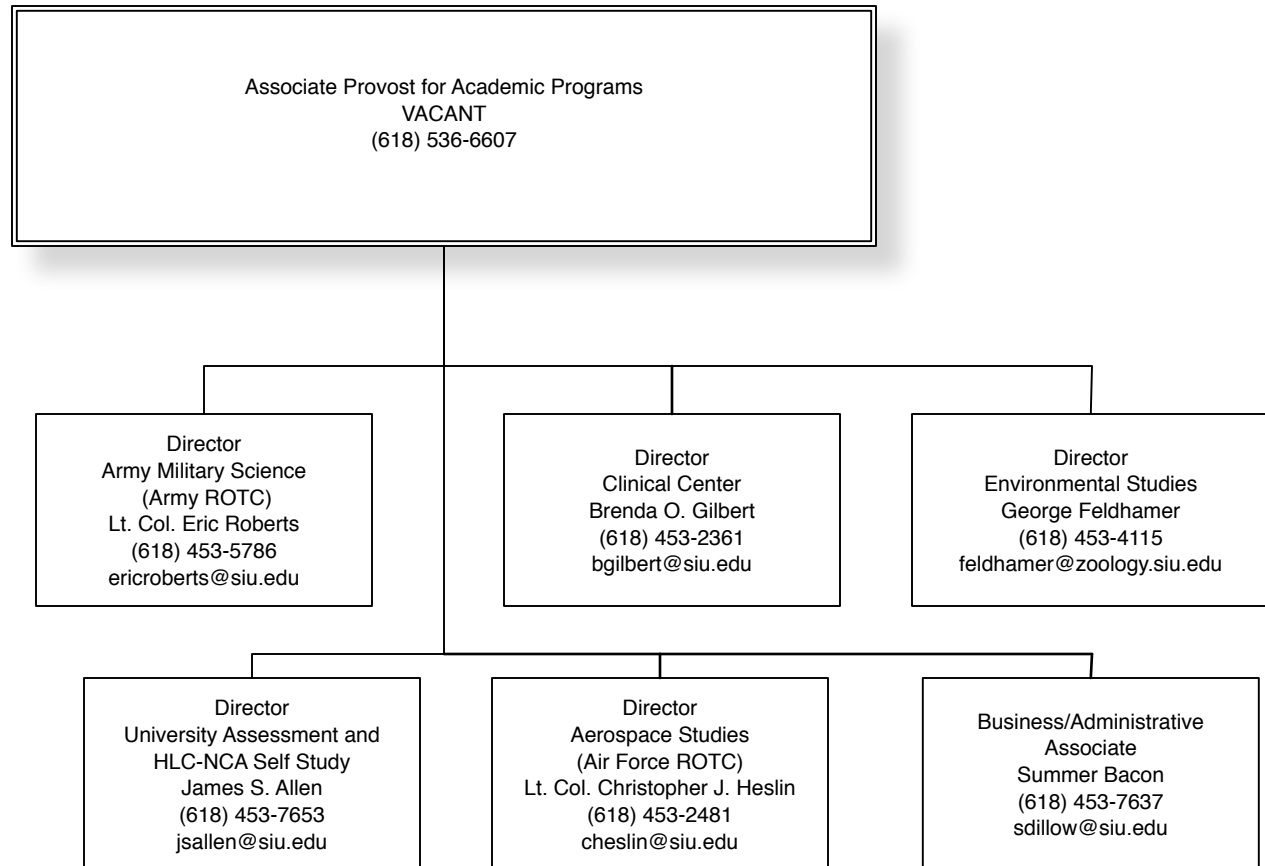 Associate Provost for Academic Programs
VACANT
(618) 536-6607
Director
Army Military Science
(Army ROTC)
Lt. Col. Eric Roberts
(618) 453-5786
ericroberts@siu.edu
Director
Clinical Center
Brenda O. Gilbert
(618) 453-2361
bgilbert@siu.edu
Director
Environmental Studies
George Feldhamer
(618) 453-4115
feldhamer@zoology.siu.edu
Director
University Assessment and
HLC-NCA Self Study
James S. Allen
(618) 453-7653
jsallen@siu.edu
Director
Aerospace Studies
(Air Force ROTC)
Lt. Col. Christopher J. Heslin
(618) 453-2481
cheslin@siu.edu
Business/Administrative
Associate
Summer Bacon
(618) 453-7637
sdillow@siu.edu